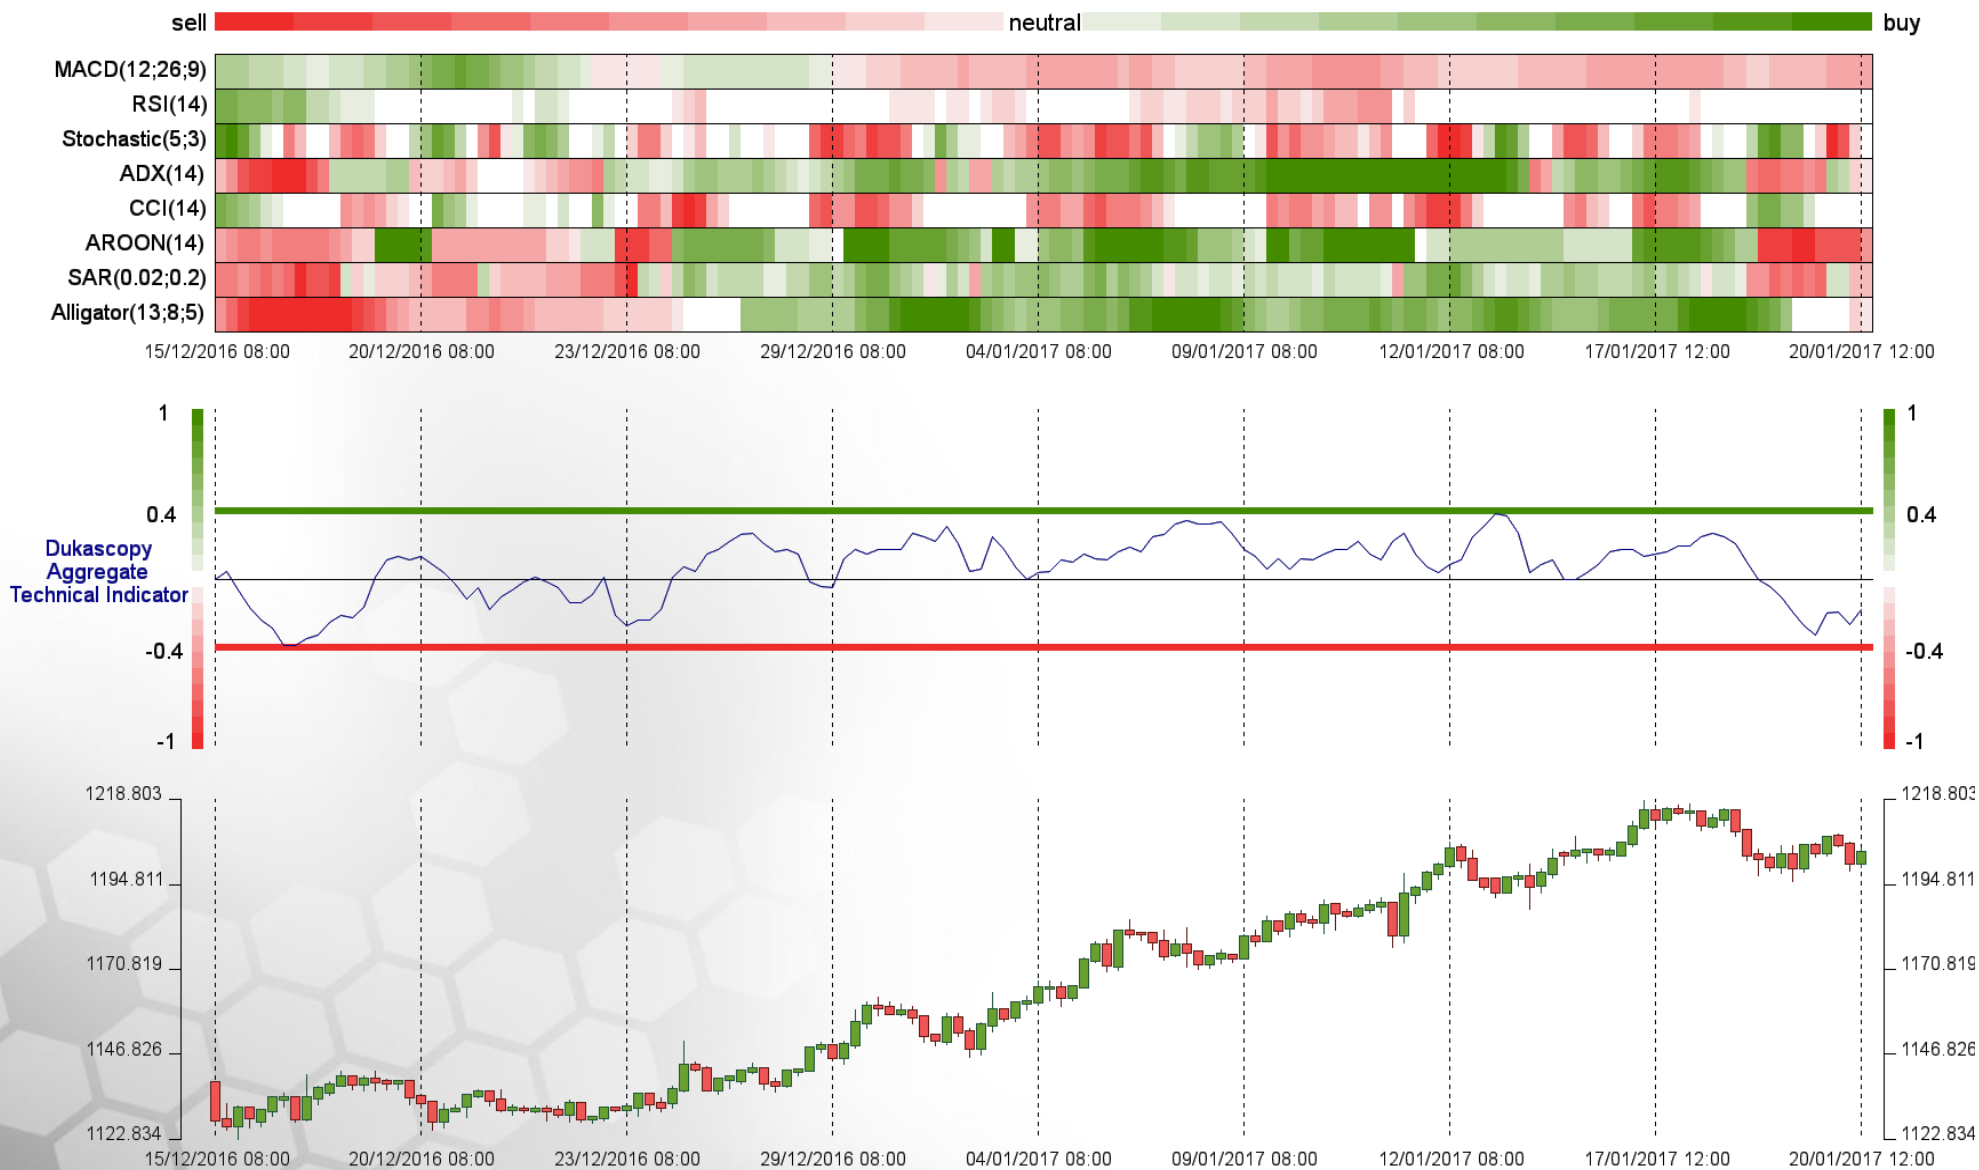 sell neutral buy
MACD(12;26;9)
RSI(14)
Stochastic(5;3)
ADX(14)
CCI(14)
AROON(14)
SAR(0.02;0.2)
Alligator(13;8;5)
15/12/2016 08:00 20/12/2016 08:00 23/12/2016 08:00 29/12/2016 08:00 04/01/2017 08:00 09/01/2017 08:00 12/01/2017 08:00 17/01/2017 12:00 20/01/2017 12:00
1 1
0.4 0.4
Dukascopy
Aggregate
Technical Indicator
-0.4 -0.4
-1 -1
1218.803 1218.803
1194.811 1194.811
1170.819 1170.819
1146.826 1146.826
1122.834 1122.834
15/12/2016 08:00 20/12/2016 08:00 23/12/2016 08:00 29/12/2016 08:00 04/01/2017 08:00 09/01/2017 08:00 12/01/2017 08:00 17/01/2017 12:00 20/01/2017 12:00